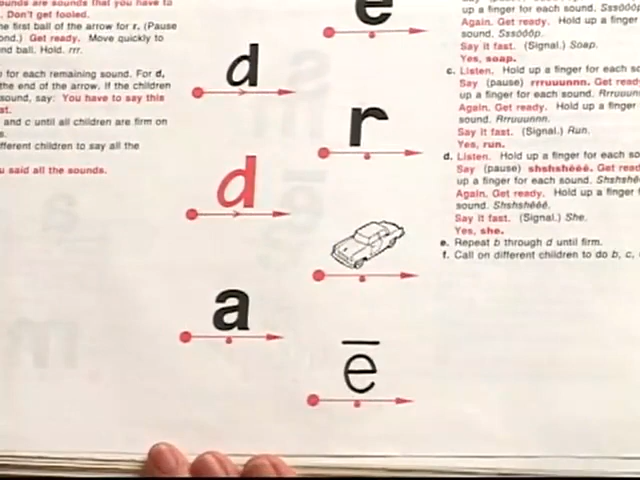 sounds are sounds that you have to
Don't get fooled.
he first ball of the arrow for r. (Pause
ond.) Get ready. Move quickly to
nd ball. Hold. rrr.
for each remaining sound. For d,
the end of the arrow. If the children
sound, say: You have to say this
st.
and c until all children are firm on
s.
fferent children to say all the
u said all the sounds.
e
d
r
d
a
ē
up a finger for each sound. Sssōōōp.
Again. Get ready. Hold up a finger
sound. Sssōōōp.
Say it fast. (Signal.) Soap.
Yes, soap.
c. Listen. Hold up a finger for each so
Say (pause) rrruuunnn. Get read
up a finger for each sound. Rrruuunn
Again. Get ready. Hold up a finger
sound. Rrruuunnn.
Say it fast. (Signal.) Run.
Yes, run.
d. Listen. Hold up a finger for each so
Say (pause) shshshēēē. Get read
up a finger for each sound. Shshshē
Again. Get ready. Hold up a finger
sound. Shshshēēē.
Say it fast. (Signal.) She.
Yes, she.
e. Repeat b through d until firm.
f. Call on different children to do b, c,